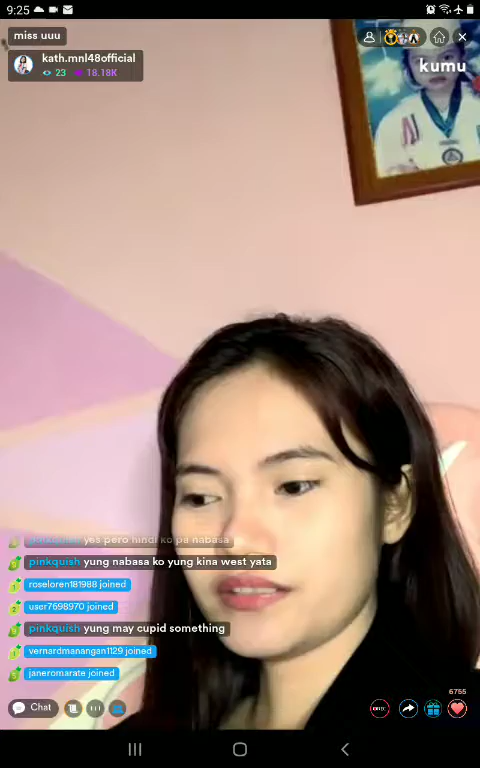 9:25
miss uuu
kath.mnl48official
23 18.18K
kumu
pinkquish yes pero hindi ko pa nabasa
pinkquish yung nabasa ko yung kina west yata
roseloren181988 joined
user7698970 joined
pinkquish yung may cupid something
vernardmanangan1129 joined
janeromarate joined
6755
Chat